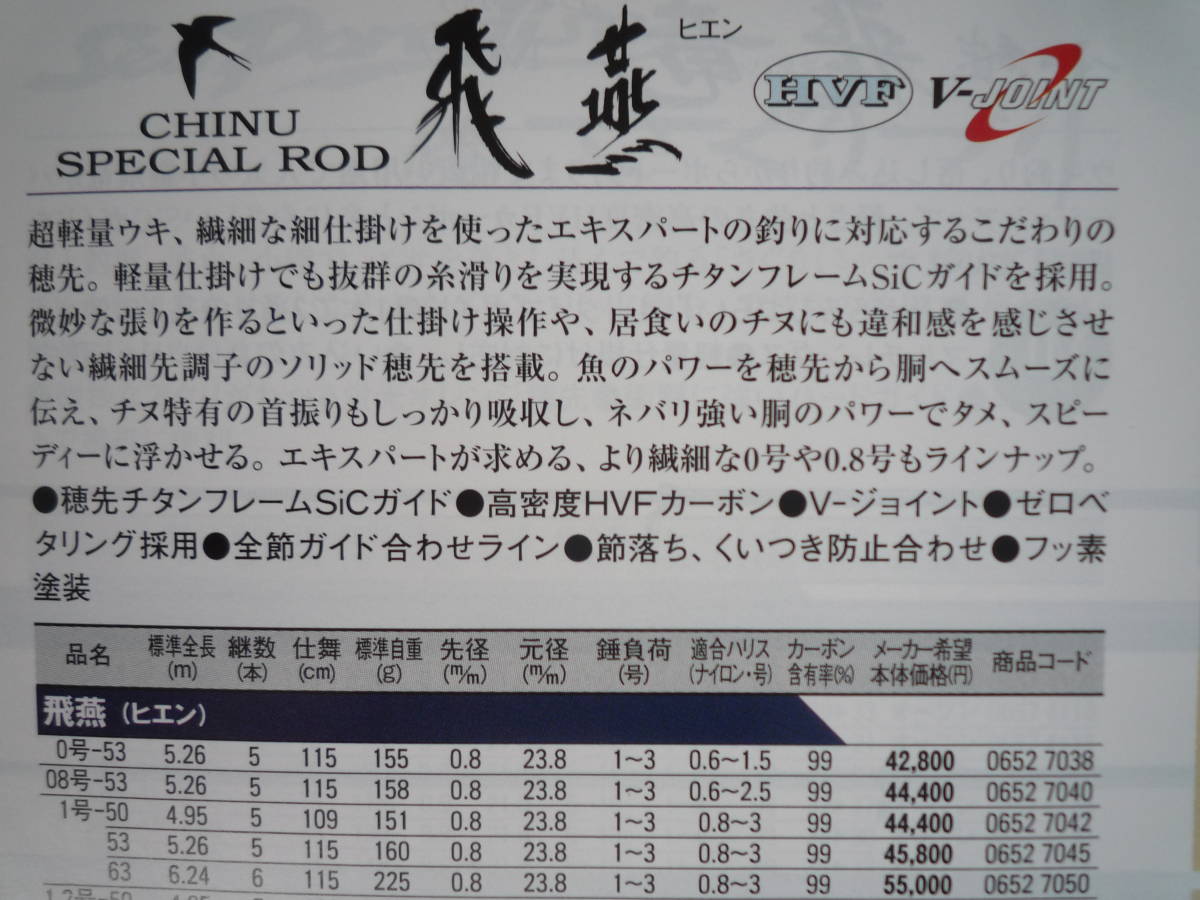 飛燕 ヒエン
HVF V-JOINT
CHINU
SPECIAL ROD
超軽量ウキ、繊細な細仕掛けを使ったエキスパートの釣りに対応するこだわりの
穂先。軽量仕掛けでも抜群の糸滑りを実現するチタンフレームSiCガイドを採用。
微妙な張りを作るといった仕掛け操作や、居食いのチヌにも違和感を感じさせ
ない繊細先調子のソリッド穂先を搭載。魚のパワーを穂先から胴へスムーズに
伝え、チヌ特有の首振りもしっかり吸収し、ネバリ強い胴のパワーでタメ、スピー
ディーに浮かせる。エキスパートが求める、より繊細な0号や0.8号もラインナップ。
●穂先チタンフレームSiCガイド●高密度HVFカーボン●V-ジョイント●ゼロベ
タリング採用●全節ガイド合わせライン●節落ち、くいつき防止合わせ●フッ素
塗装
品名 標準全長(m) 継数(本) 仕舞(cm) 標準自重(g) 先径(m/m) 元径(m/m) 錘負荷(号) 適合ハリス(ナイロン・号) カーボン含有率(%) メーカー希望本体価格(円) 商品コード
飛燕(ヒエン)
0号-53 5.26 5 115 155 0.8 23.8 1~3 0.6~1.5 99 42,800 0652 7038
08号-53 5.26 5 115 158 0.8 23.8 1~3 0.6~2.5 99 44,400 0652 7040
1号-50 4.95 5 109 151 0.8 23.8 1~3 0.8~3 99 44,400 0652 7042
53 5.26 5 115 160 0.8 23.8 1~3 0.8~3 99 45,800 0652 7045
63 6.24 6 115 225 0.8 23.8 1~3 0.8~3 99 55,000 0652 7050